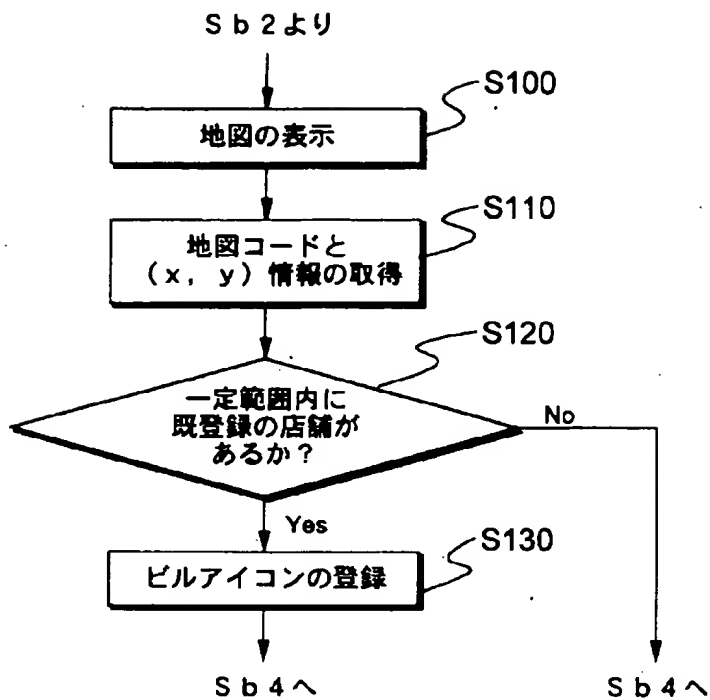 Sb2より
S100
地図の表示
S110
地図コードと
(x, y) 情報の取得
S120
一定範囲内に
既登録の店舗が
あるか?
No
Yes
S130
ビルアイコンの登録
Sb4へ
Sb4へ